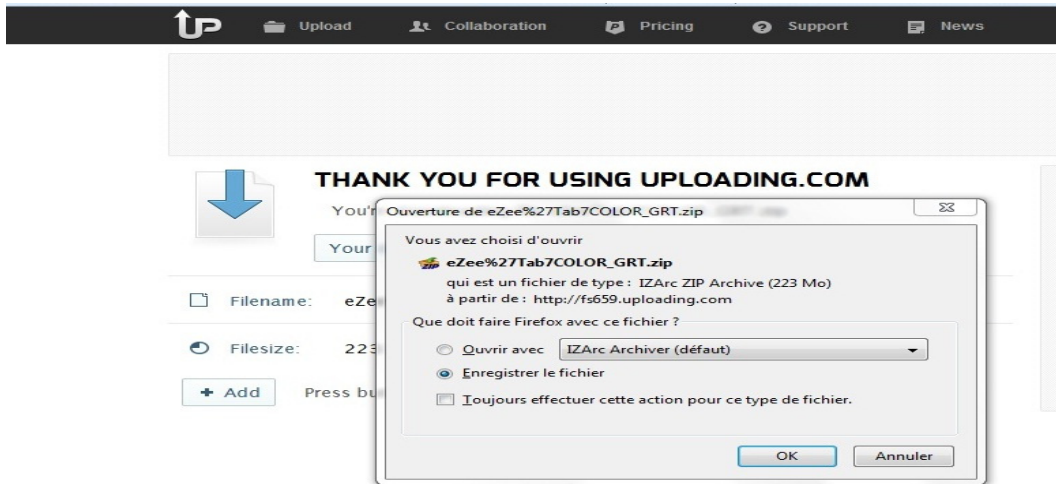 UP Upload Collaboration Pricing Support News
THANK YOU FOR USING UPLOADING.COM
Ouverture de eZee%27Tab7COLOR_GRT.zip
Your
Vous avez choisi d'ouvrir
eZee%27Tab7COLOR_GRT.zip
qui est un fichier de type : IZArc ZIP Archive (223 Mo)
à partir de : http://fs659.uploading.com
Filename: eZee
Que doit faire Firefox avec ce fichier ?
Filesize: 223
Ouvrir avec IZArc Archiver (défaut)
Enregistrer le fichier
+ Add Press bu
Toujours effectuer cette action pour ce type de fichier.
OK Annuler